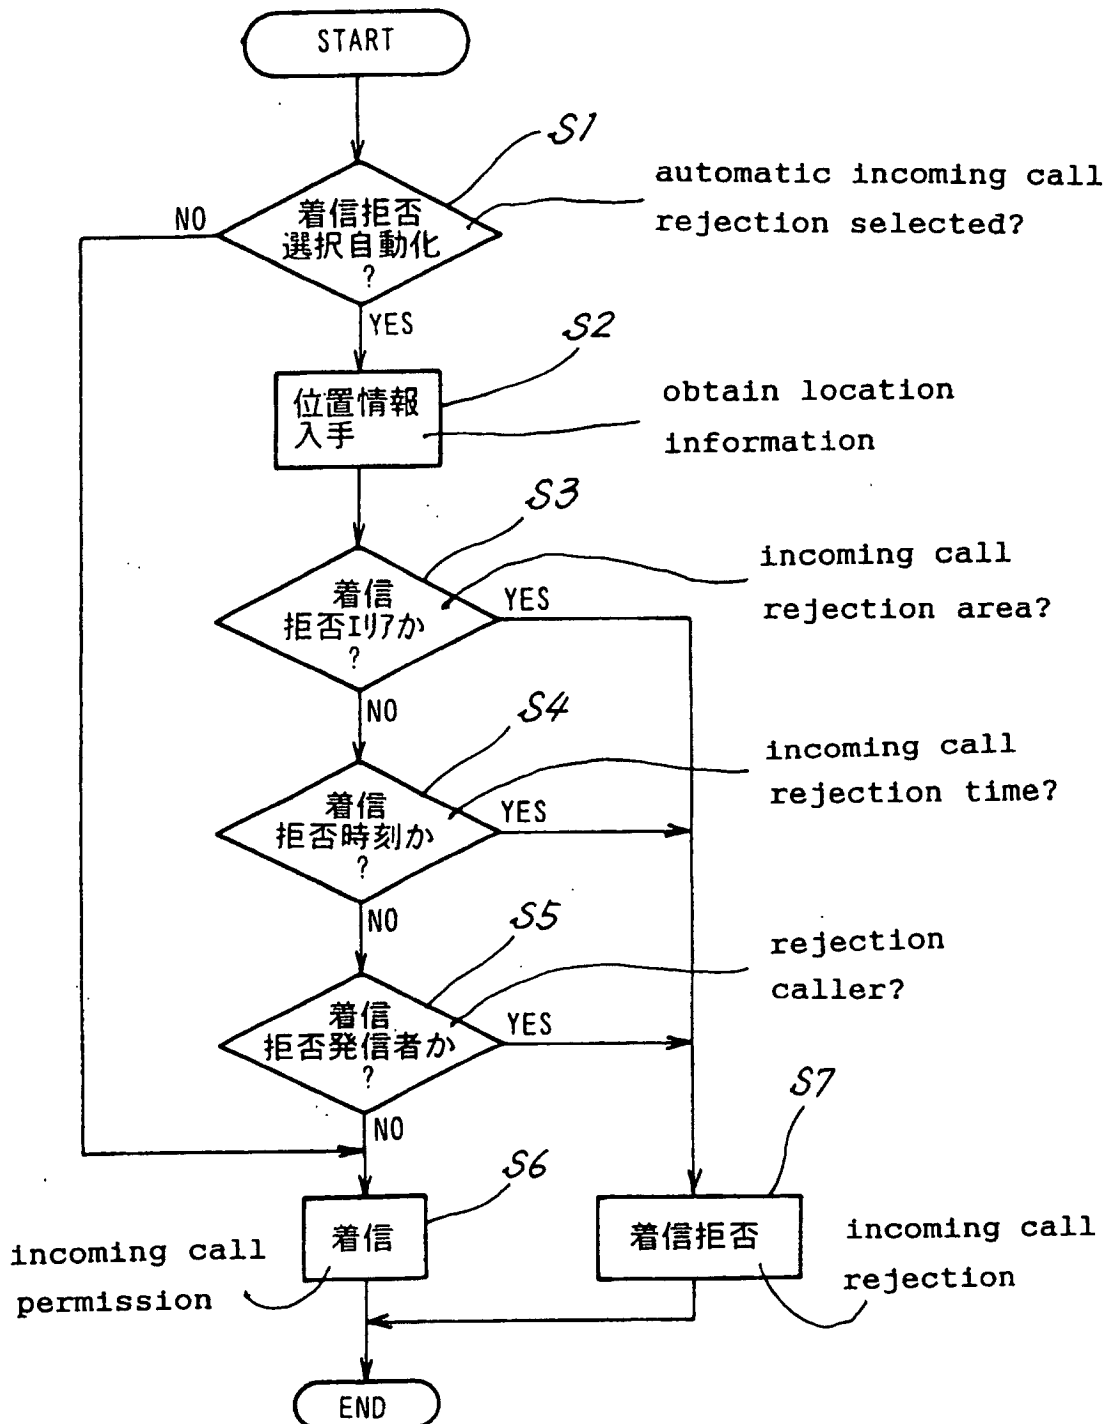 START
S1
automatic incoming call
rejection selected?
NO
着信拒否
選択自動化
?
YES
S2
位置情報
入手
obtain location
information
S3
着信
拒否エリアか
?
YES
incoming call
rejection area?
NO
S4
着信
拒否時刻か
?
YES
incoming call
rejection time?
NO
S5
着信
拒否発信者か
?
YES
rejection
caller?
NO
S6
着信
incoming call
permission
S7
着信拒否
incoming call
rejection
END